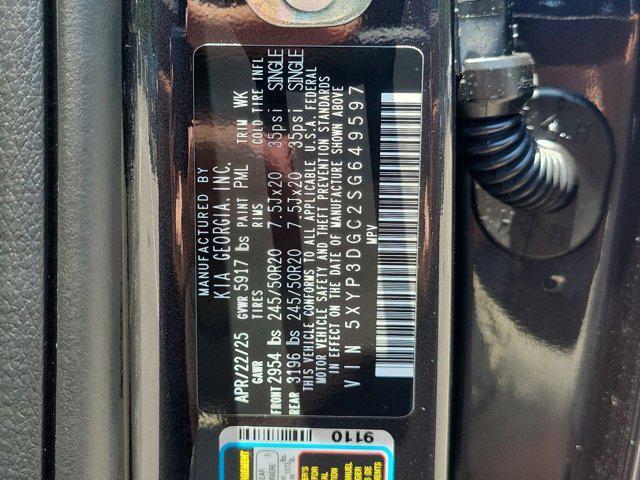 MANUFACTURED BY
KIA GEORGIA, INC.
APR/22/25 GVWR 5917 bs PAINT PML TRIM WK
GAWR TIRES RIMS COLD TIRE INFL
FRONT 2954 bs 245/50R20 7.5Jx20 35psi SINGLE
REAR 3196 bs 245/50R20 7.5Jx20 35psi SINGLE
THIS VEHICLE CONFORMS TO ALL APPLICABLE U.S.A. FEDERAL
MOTOR VEHICLE SAFETY AND THEFT PREVENTION STANDARDS
IN EFFECT ON THE DATE OF MANUFACTURE SHOWN ABOVE
VIN 5XYP3DGC2SG649597
MPV
9110